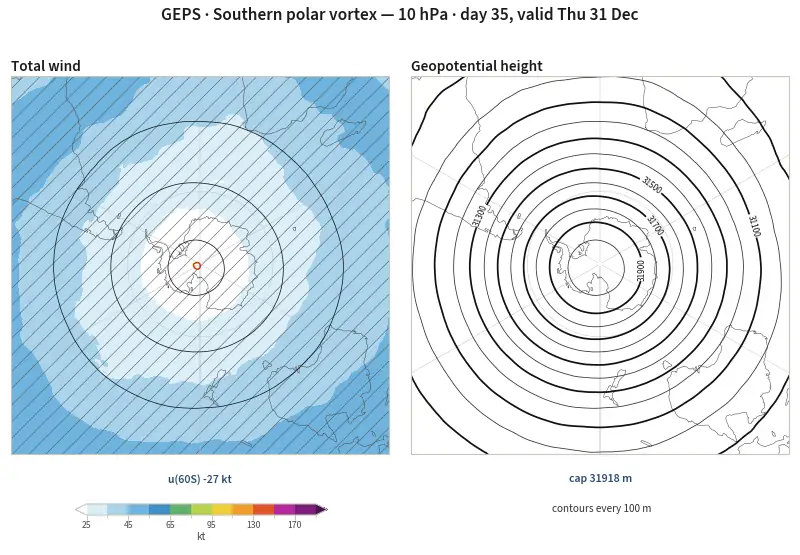 GEPS · Southern polar vortex — 10 hPa · day 35, valid Thu 31 Dec
Total wind
Geopotential height
31500
31300
31700
31100
31900
u(60S) -27 kt
cap 31918 m
contours every 100 m
25 45 65 95 130 170
kt